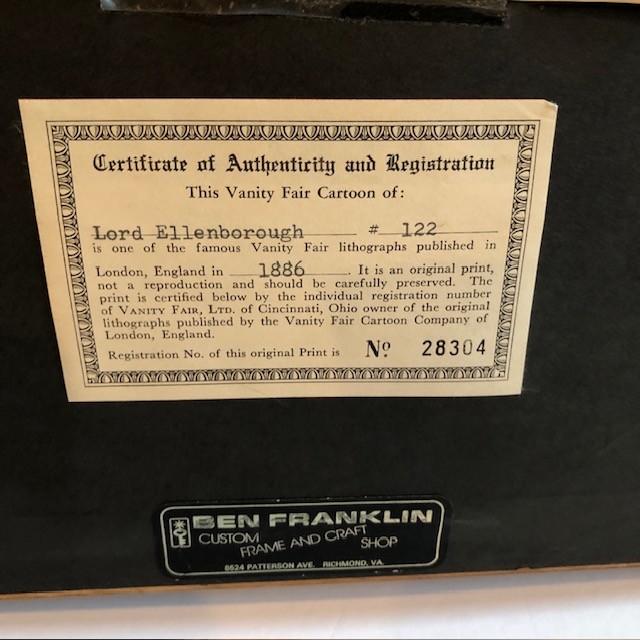 Certificate of Authenticity and Registration
This Vanity Fair Cartoon of:
Lord Ellenborough # 122
is one of the famous Vanity Fair lithographs published in
London, England in 1886. It is an original print,
not a reproduction and should be carefully preserved. The
print is certified below by the individual registration number
of VANITY FAIR, LTD. of Cincinnati, Ohio owner of the original
lithographs published by the Vanity Fair Cartoon Company of
London, England.
Registration No. of this original Print is No. 28304
BEN FRANKLIN
CUSTOM
FRAME AND CRAFT
SHOP
8624 PATTERSON AVE. RICHMOND, VA.